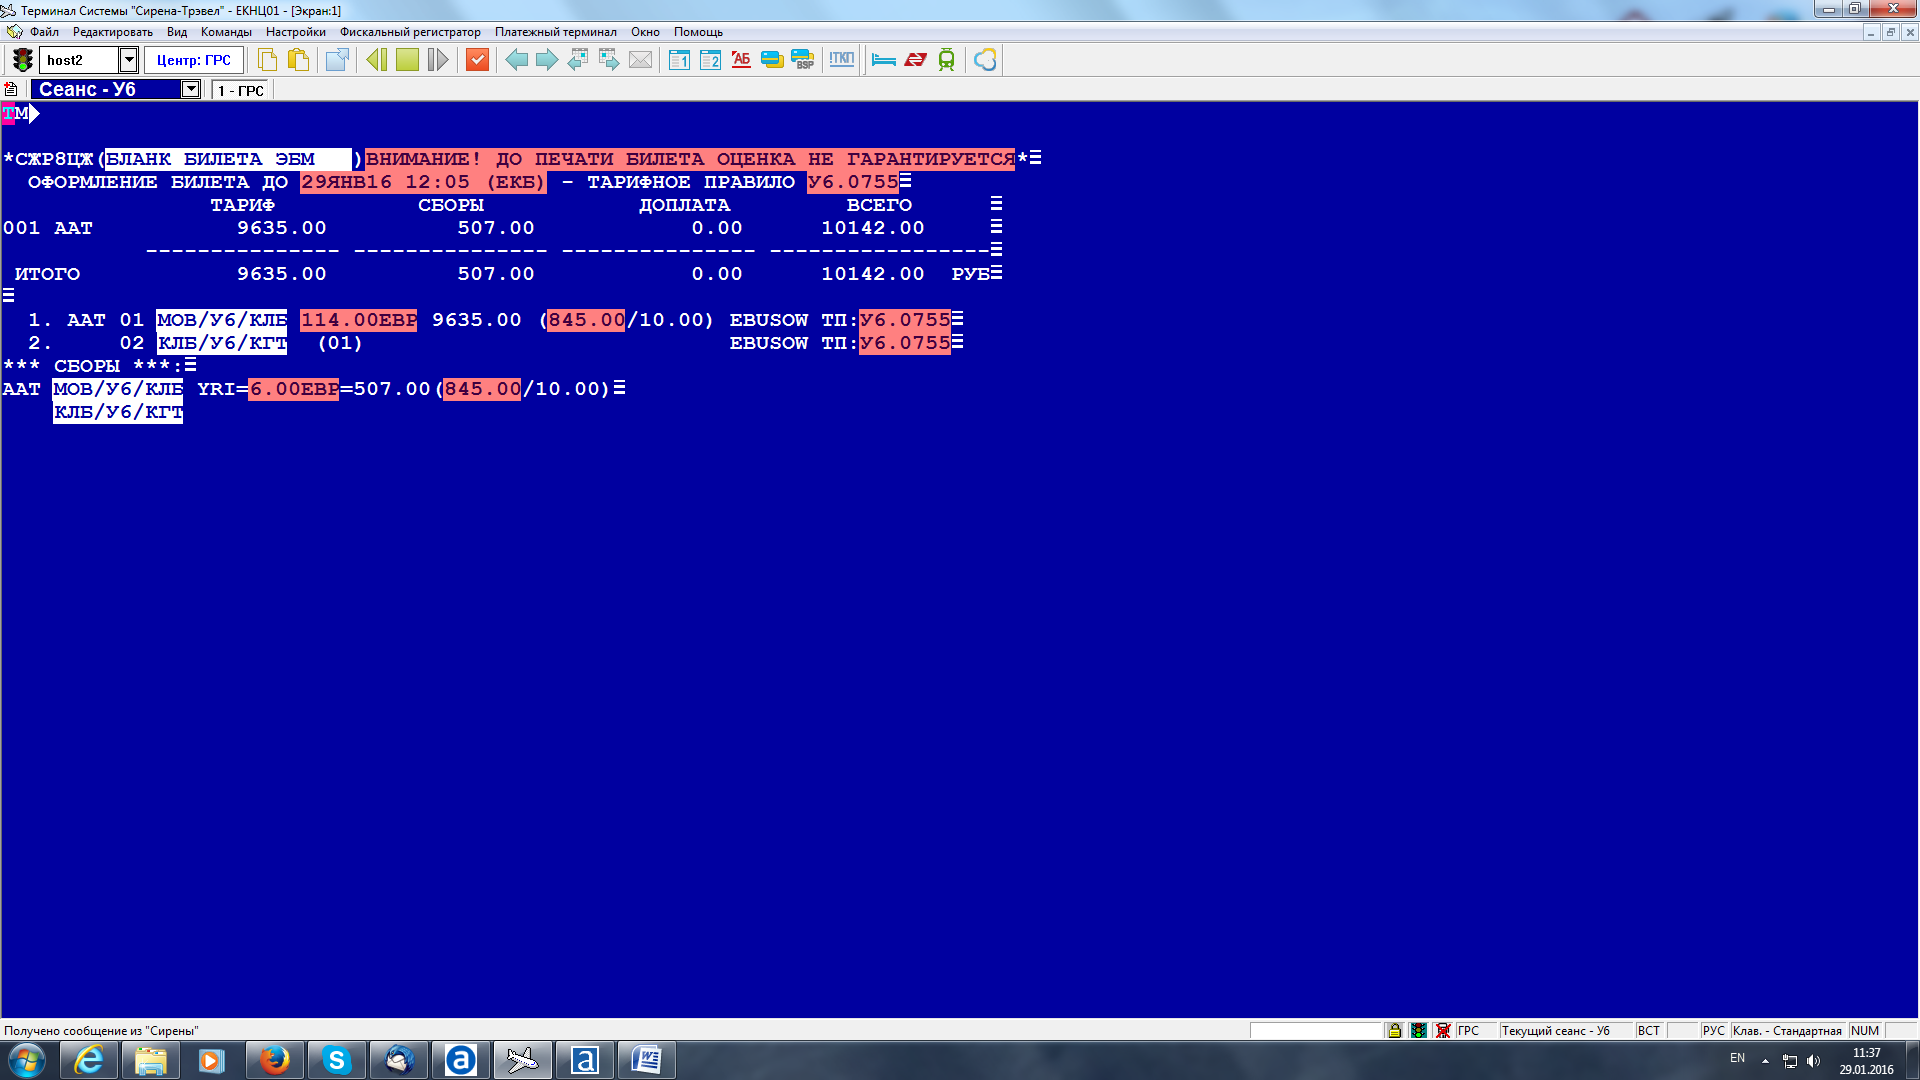 Терминал Системы "Сирена-Трэвел" - ЕКНЦ01 - [Экран:1]
Файл Редактировать Вид Команды Настройки Фискальный регистратор Платежный терминал Окно Помощь
host2 Центр: ГРС 1 2 АБ BSP !ТКП
Сеанс - У6 1 - ГРС
ТМ
*СЖР8ЦЖ(БЛАНК БИЛЕТА ЭБМ )ВНИМАНИЕ! ДО ПЕЧАТИ БИЛЕТА ОЦЕНКА НЕ ГАРАНТИРУЕТСЯ*
ОФОРМЛЕНИЕ БИЛЕТА ДО 29ЯНВ16 12:05 (ЕКБ) - ТАРИФНОЕ ПРАВИЛО У6.0755
ТАРИФ СБОРЫ ДОПЛАТА ВСЕГО
001 ААТ 9635.00 507.00 0.00 10142.00
--------------- --------------- --------------- -----------------
ИТОГО 9635.00 507.00 0.00 10142.00 РУБ
1. ААТ 01 МОВ/У6/КЛБ 114.00ЕВР 9635.00 (845.00/10.00) EBUSOW ТП:У6.0755
2. 02 КЛБ/У6/КГТ (01) EBUSOW ТП:У6.0755
*** СБОРЫ ***:
ААТ МОВ/У6/КЛБ YRI=6.00ЕВР=507.00(845.00/10.00)
КЛБ/У6/КГТ
Получено сообщение из "Сирены" ГРС Текущий сеанс - У6 ВСТ РУС Клав. - Стандартная NUM
EN 11:37
29.01.2016